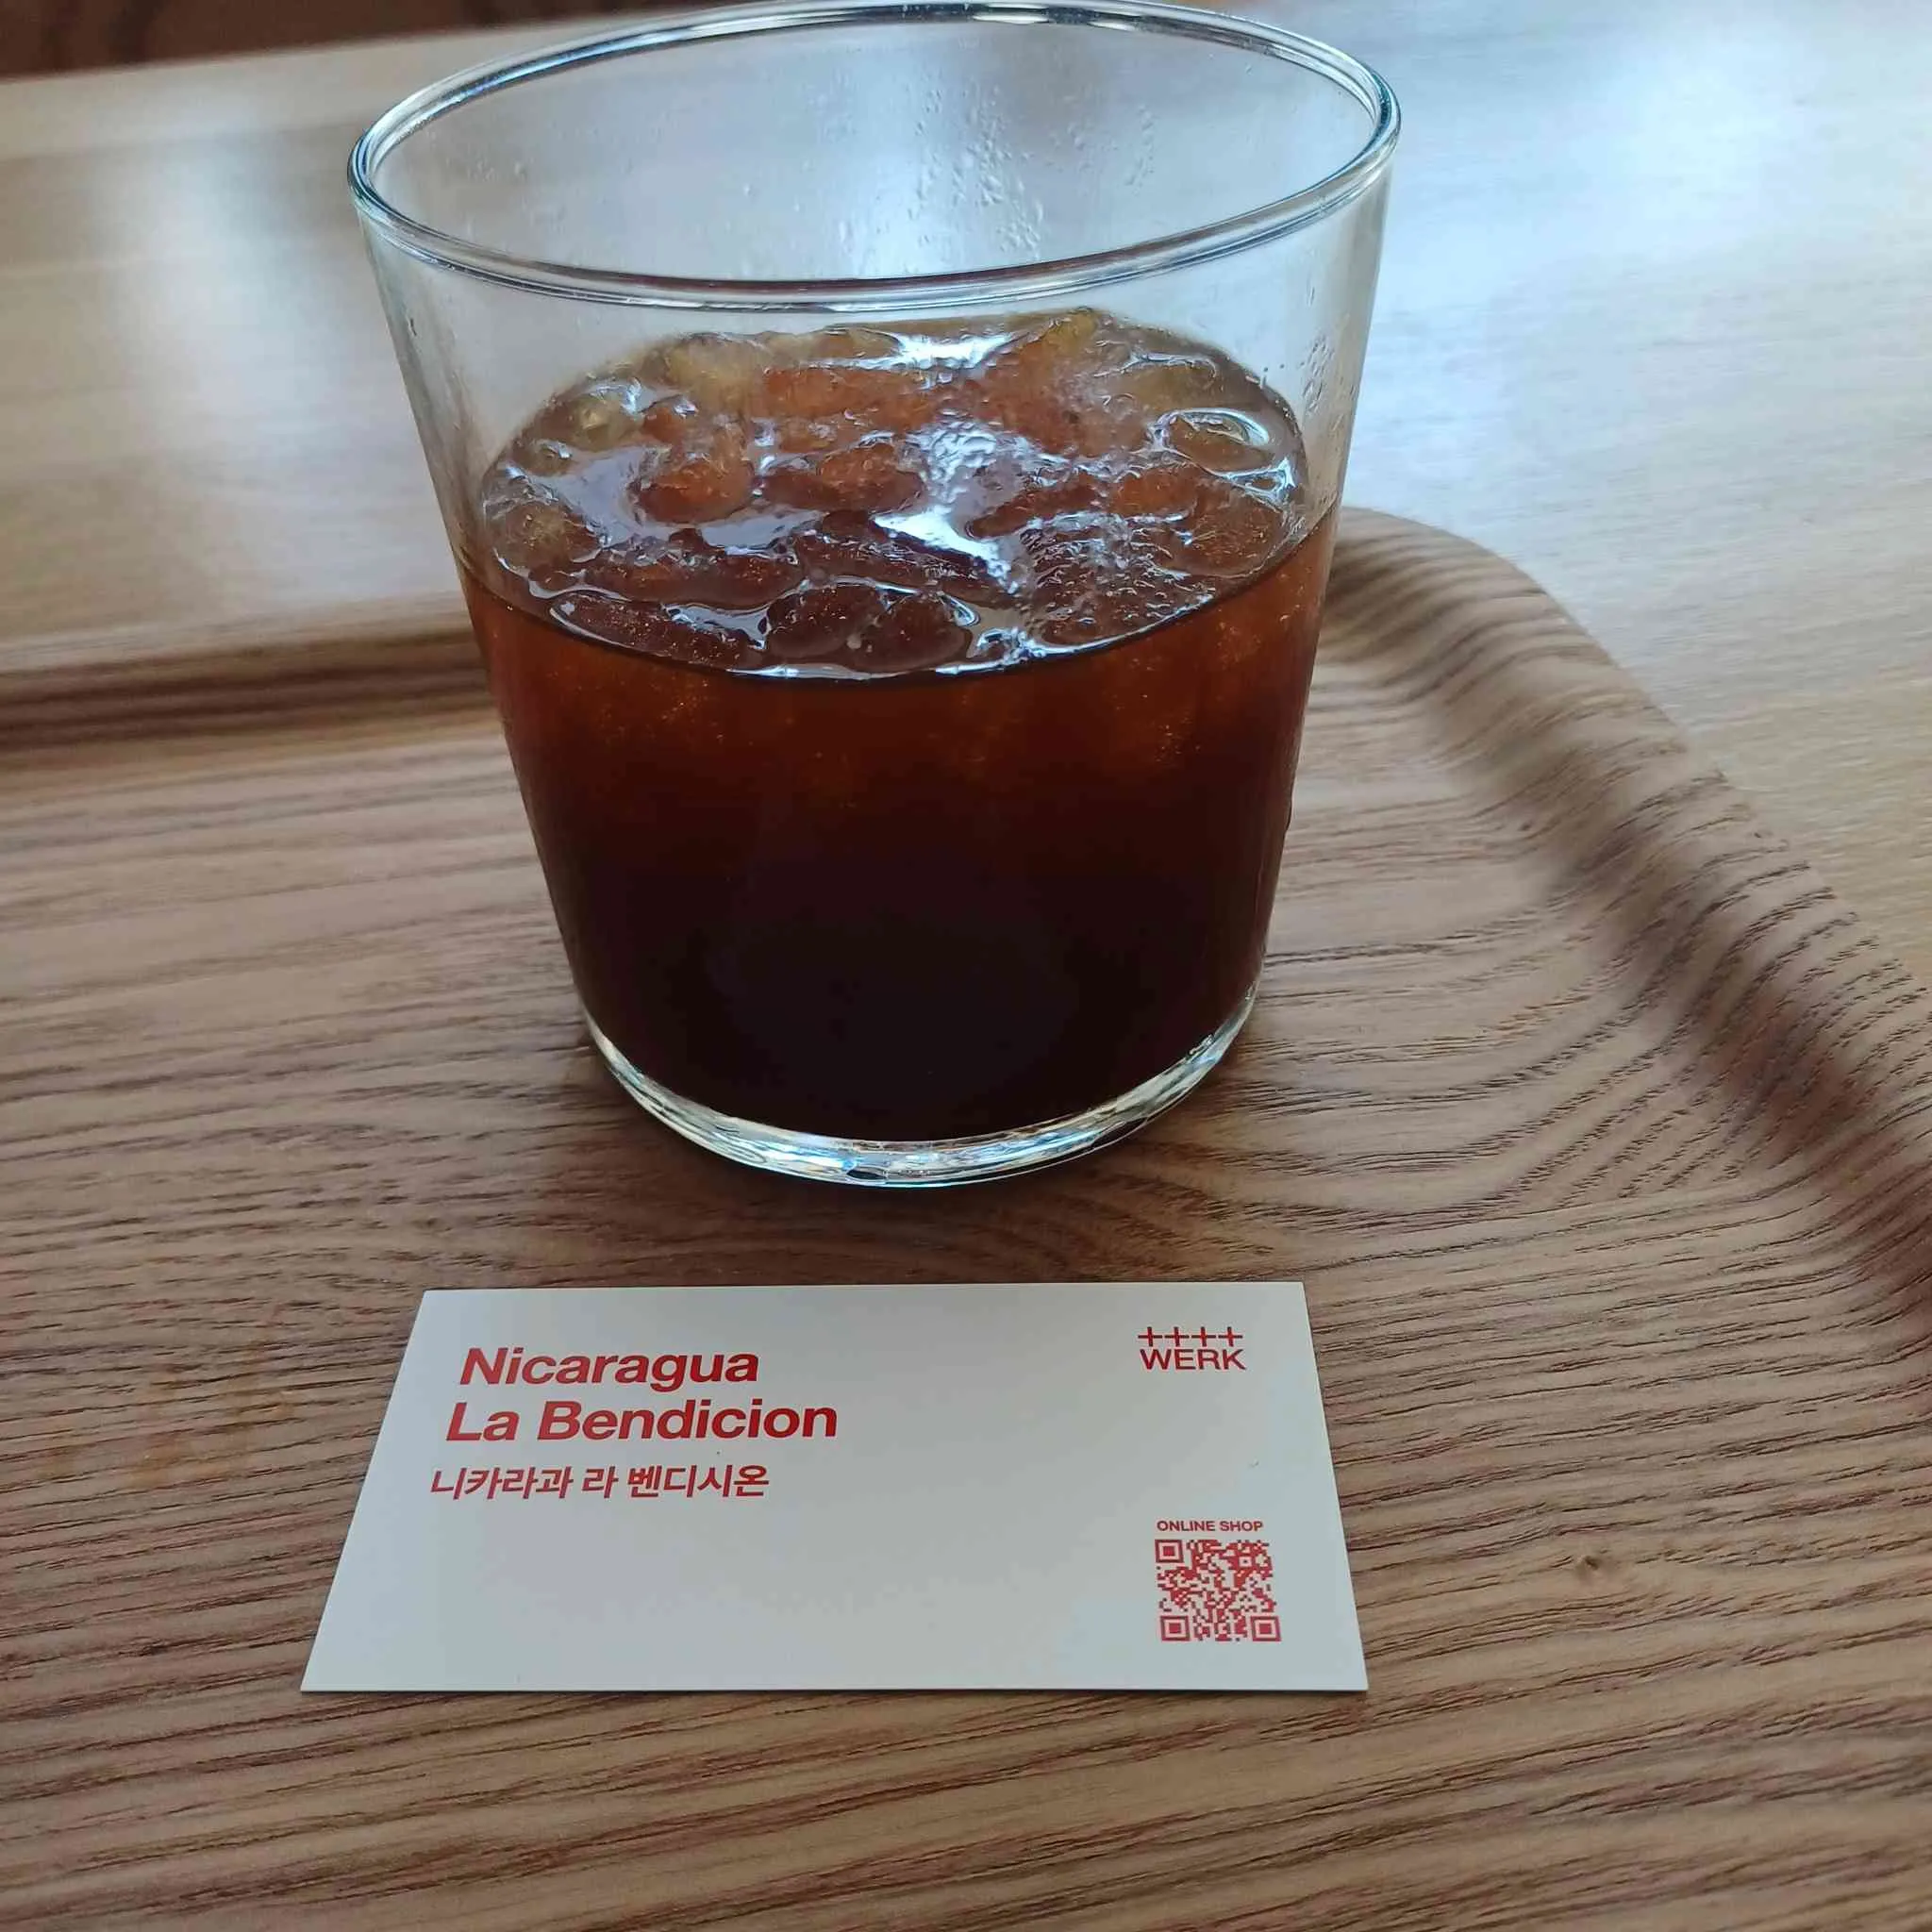 Nicaragua
La Bendicion
니카라과 라 벤디시온
++++
WERK
ONLINE SHOP